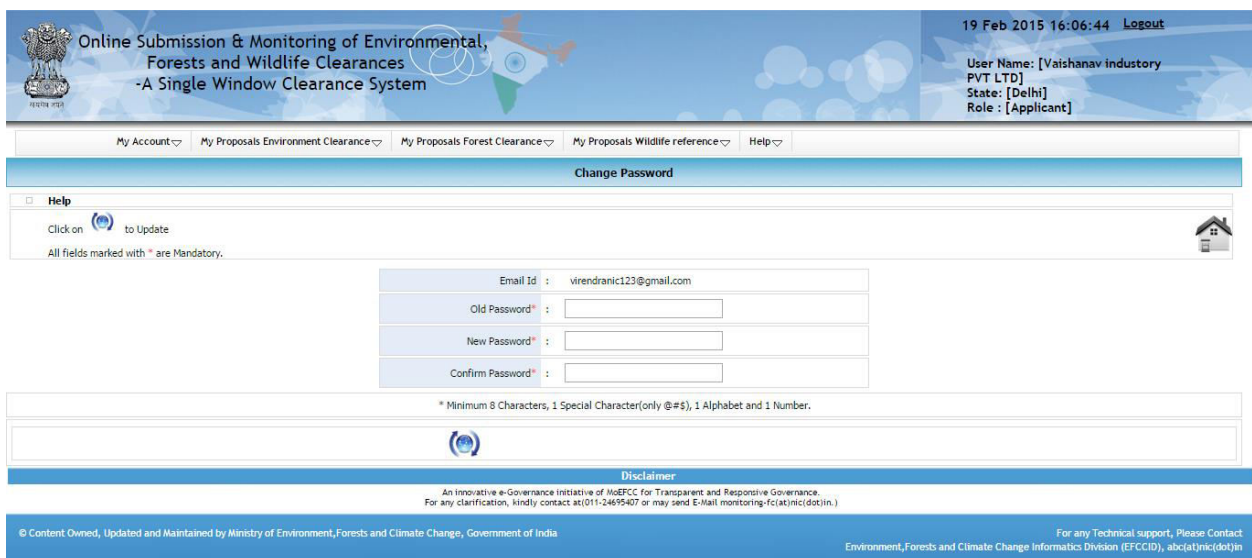 Online Submission & Monitoring of Environmental,
Forests and Wildlife Clearances
-A Single Window Clearance System
सत्यमेव जयते
19 Feb 2015 16:06:44 Logout
User Name: [Vaishanav industory
PVT LTD]
State: [Delhi]
Role : [Applicant]
My Account My Proposals Environment Clearance My Proposals Forest Clearance My Proposals Wildlife reference Help
Change Password
Help
Click on to Update
All fields marked with * are Mandatory.
Email Id : virendranic123@gmail.com
Old Password* :
New Password* :
Confirm Password* :
* Minimum 8 Characters, 1 Special Character(only @#$), 1 Alphabet and 1 Number.
Disclaimer
An innovative e-Governance initiative of MoEFCC for Transparent and Responsive Governance.
For any clarification, kindly contact at(011-24695407 or may send E-Mail monitoring-fc(at)nic(dot)in.)
© Content Owned, Updated and Maintained by Ministry of Environment,Forests and Climate Change, Government of India
For any Technical support, Please Contact
Environment,Forests and Climate Change Informatics Division (EFCCID), abc(at)nic(dot)in